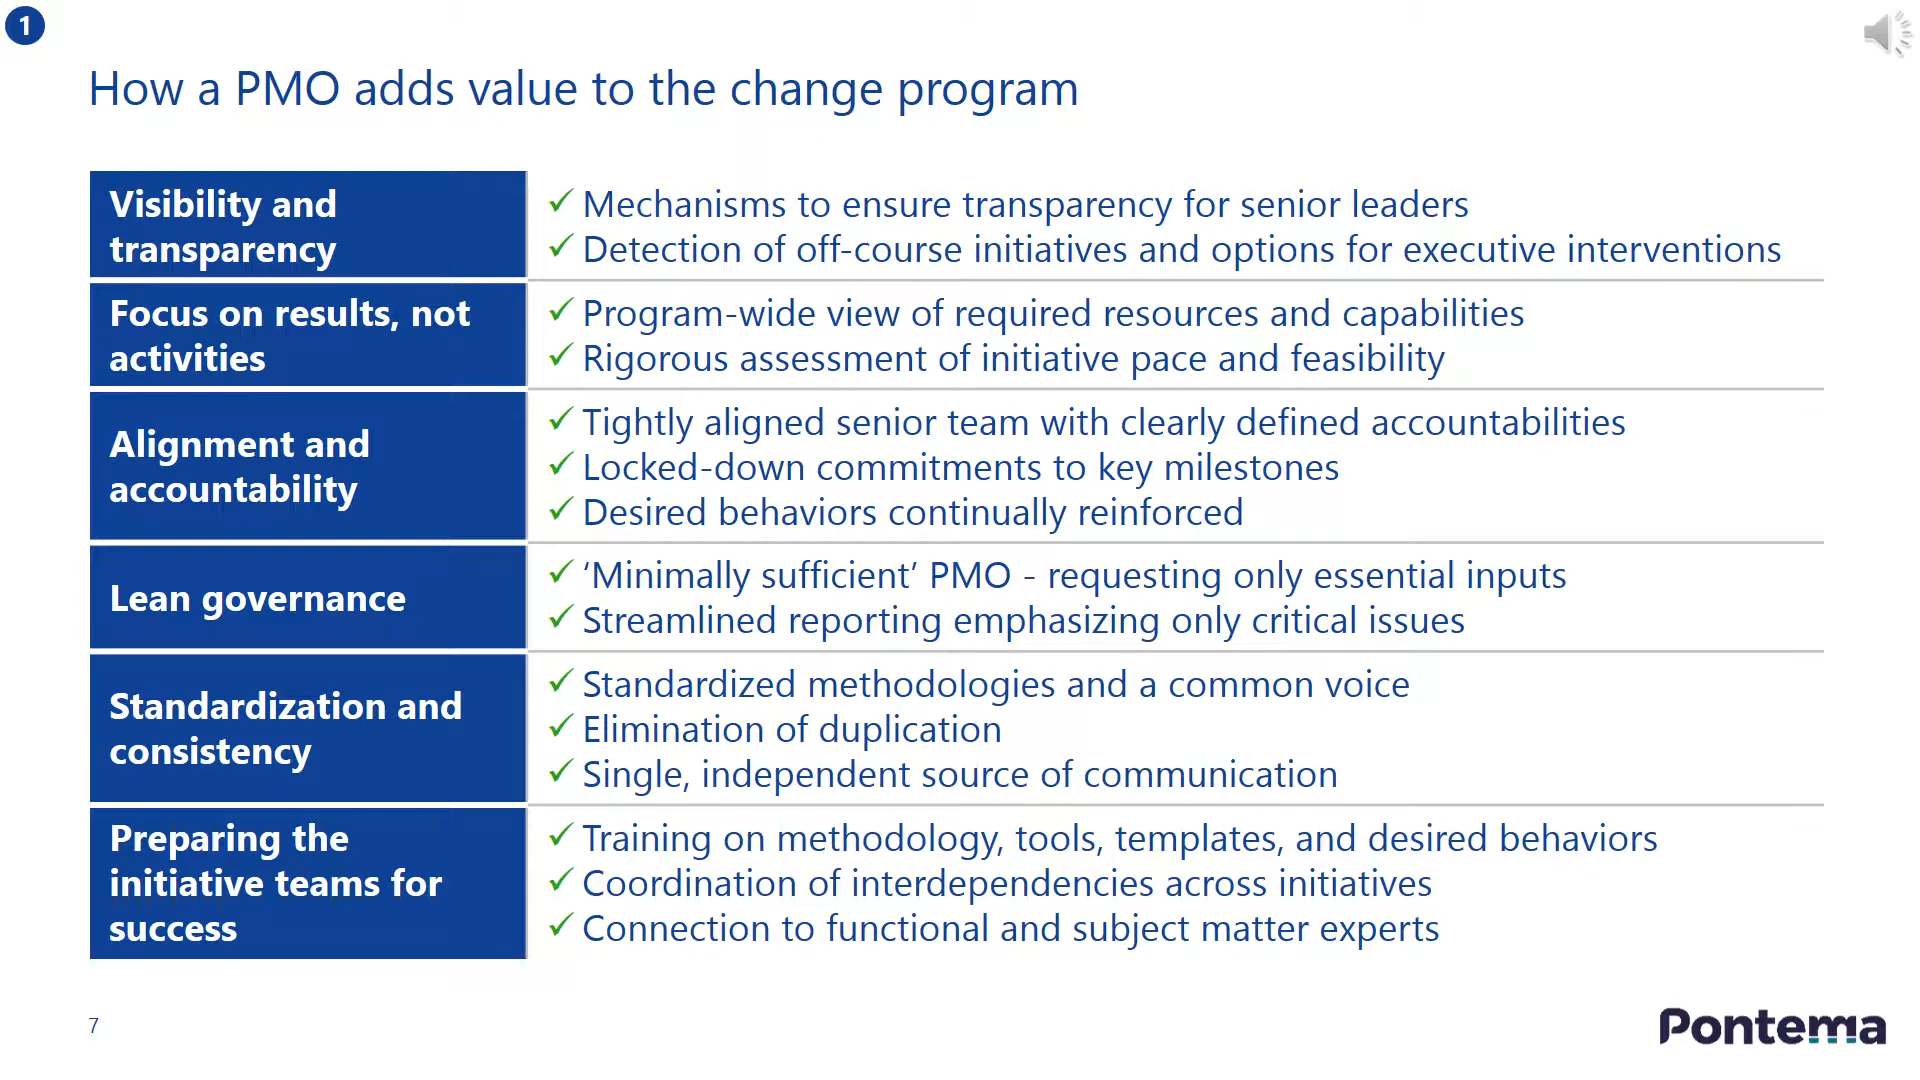 1
How a PMO adds value to the change program
Visibility and
transparency
✓ Mechanisms to ensure transparency for senior leaders
✓ Detection of off-course initiatives and options for executive interventions
Focus on results, not
activities
✓ Program-wide view of required resources and capabilities
✓ Rigorous assessment of initiative pace and feasibility
Alignment and
accountability
✓ Tightly aligned senior team with clearly defined accountabilities
✓ Locked-down commitments to key milestones
✓ Desired behaviors continually reinforced
Lean governance
✓ ‘Minimally sufficient’ PMO - requesting only essential inputs
✓ Streamlined reporting emphasizing only critical issues
Standardization and
consistency
✓ Standardized methodologies and a common voice
✓ Elimination of duplication
✓ Single, independent source of communication
Preparing the
initiative teams for
success
✓ Training on methodology, tools, templates, and desired behaviors
✓ Coordination of interdependencies across initiatives
✓ Connection to functional and subject matter experts
7
Pontema